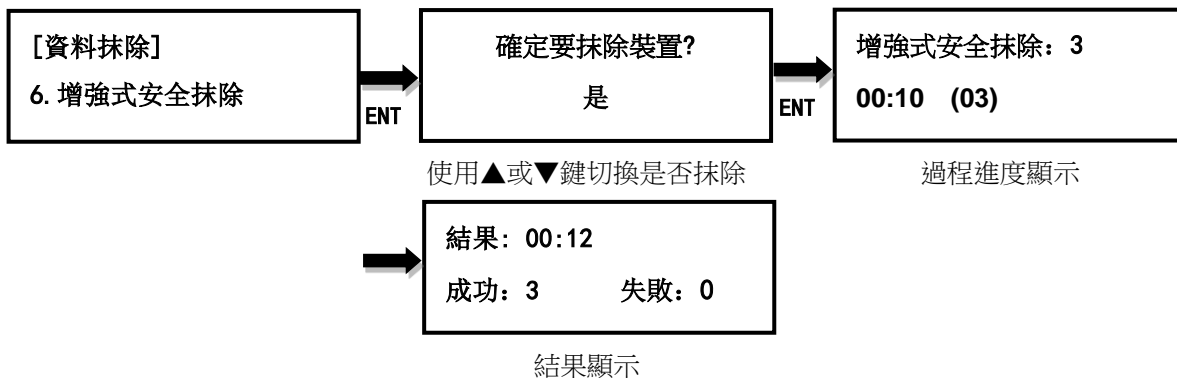 [資料抹除]
6.增強式安全抹除
ENT
確定要抹除裝置?
是
使用▲或▼鍵切換是否抹除
ENT
增強式安全抹除：3
00:10 (03)
過程進度顯示
結果：00:12
成功：3 失敗：0
結果顯示